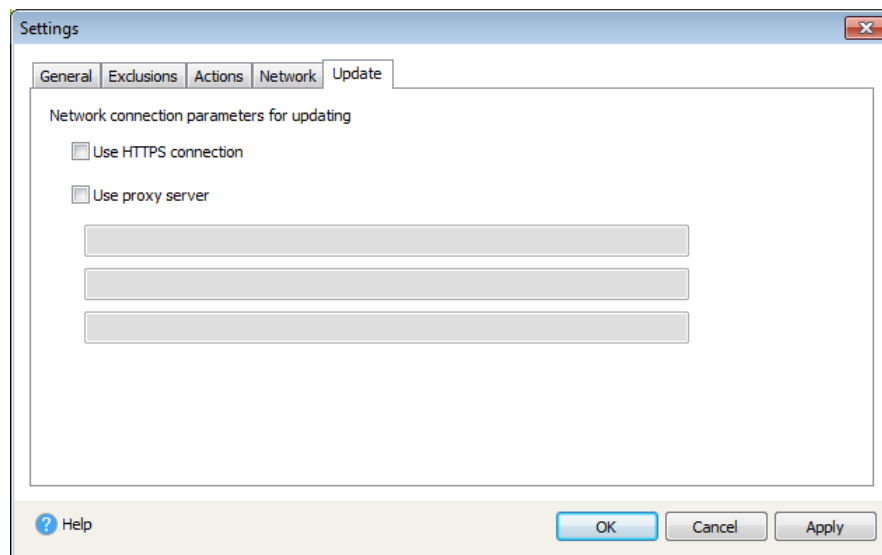 Settings
General Exclusions Actions Network Update
Network connection parameters for updating
Use HTTPS connection
Use proxy server
Help OK Cancel Apply